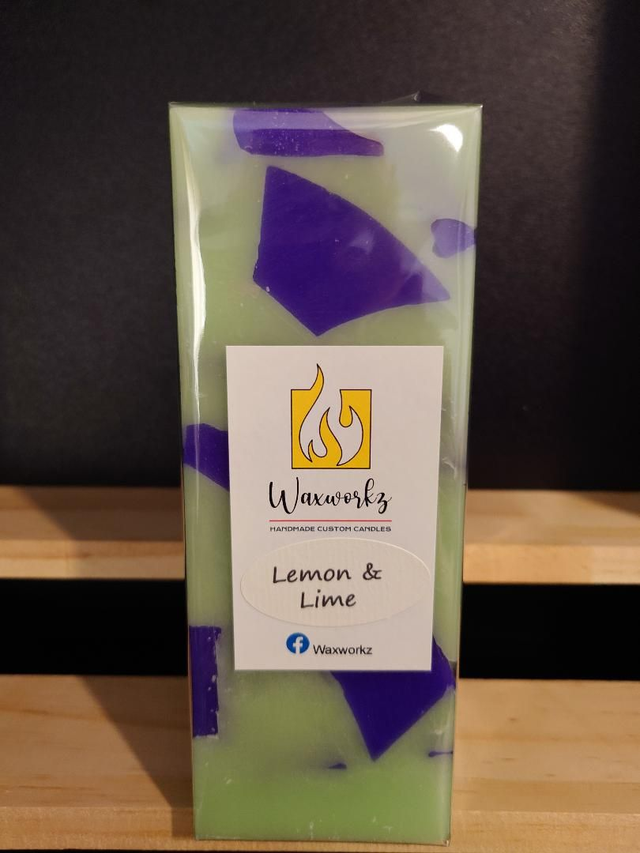 Waxworkz
HANDMADE CUSTOM CANDLES
Lemon &
Lime
Waxworkz